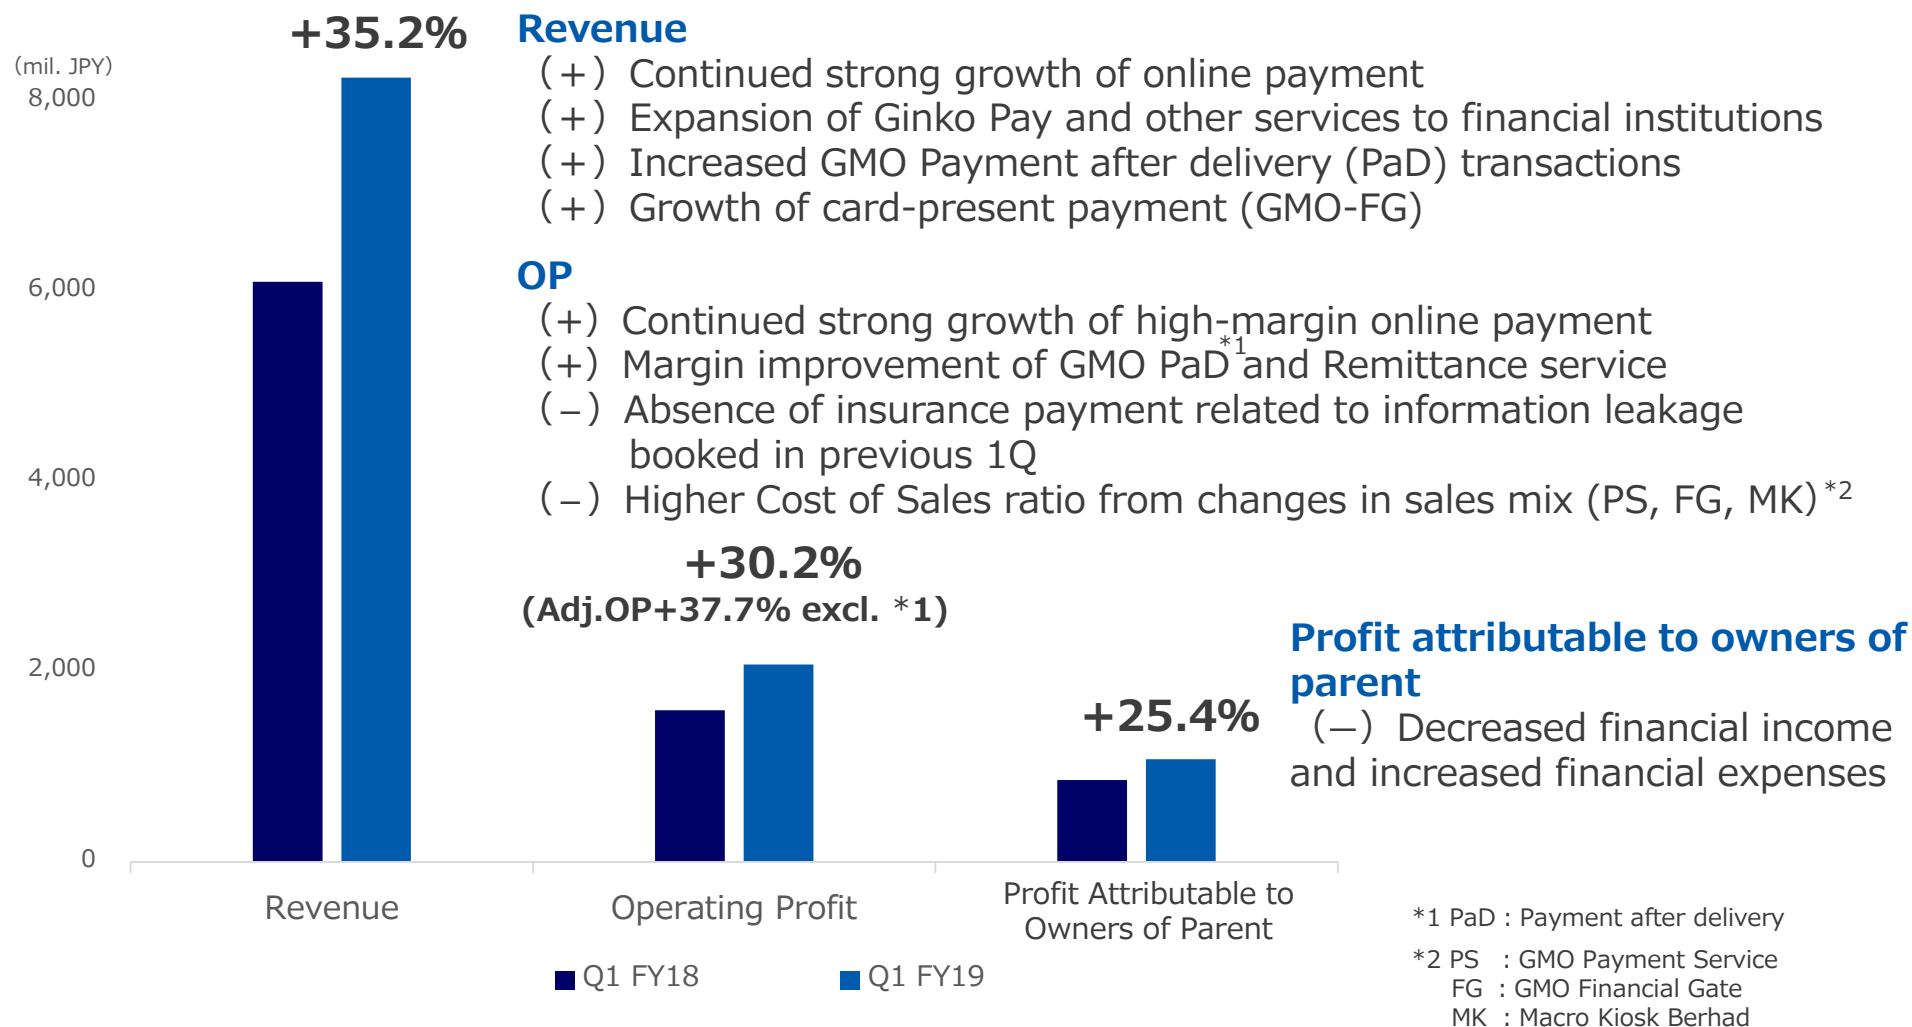 +35.2%
(mil. JPY)
8,000
6,000
4,000
2,000
0
Revenue
（+）Continued strong growth of online payment
（+）Expansion of Ginko Pay and other services to financial institutions
（+）Increased GMO Payment after delivery (PaD) transactions
（+）Growth of card-present payment (GMO-FG)
OP
（+）Continued strong growth of high-margin online payment
（+）Margin improvement of GMO PaD*1and Remittance service
（−）Absence of insurance payment related to information leakage
booked in previous 1Q
（−）Higher Cost of Sales ratio from changes in sales mix (PS, FG, MK)*2
+30.2%
(Adj.OP+37.7% excl. *1)
+25.4%
Profit attributable to owners of
parent
（−）Decreased financial income
and increased financial expenses
Revenue
Operating Profit
Profit Attributable to
Owners of Parent
Q1 FY18
Q1 FY19
*1 PaD : Payment after delivery
*2 PS : GMO Payment Service
FG : GMO Financial Gate
MK : Macro Kiosk Berhad